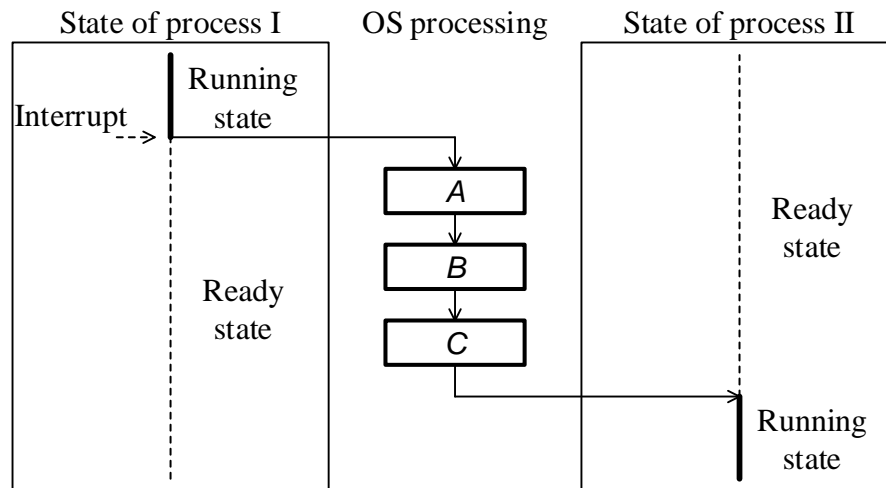 State of process I
OS processing
State of process II
Running
state
Interrupt
A
B
C
Ready
state
Ready
state
Running
state